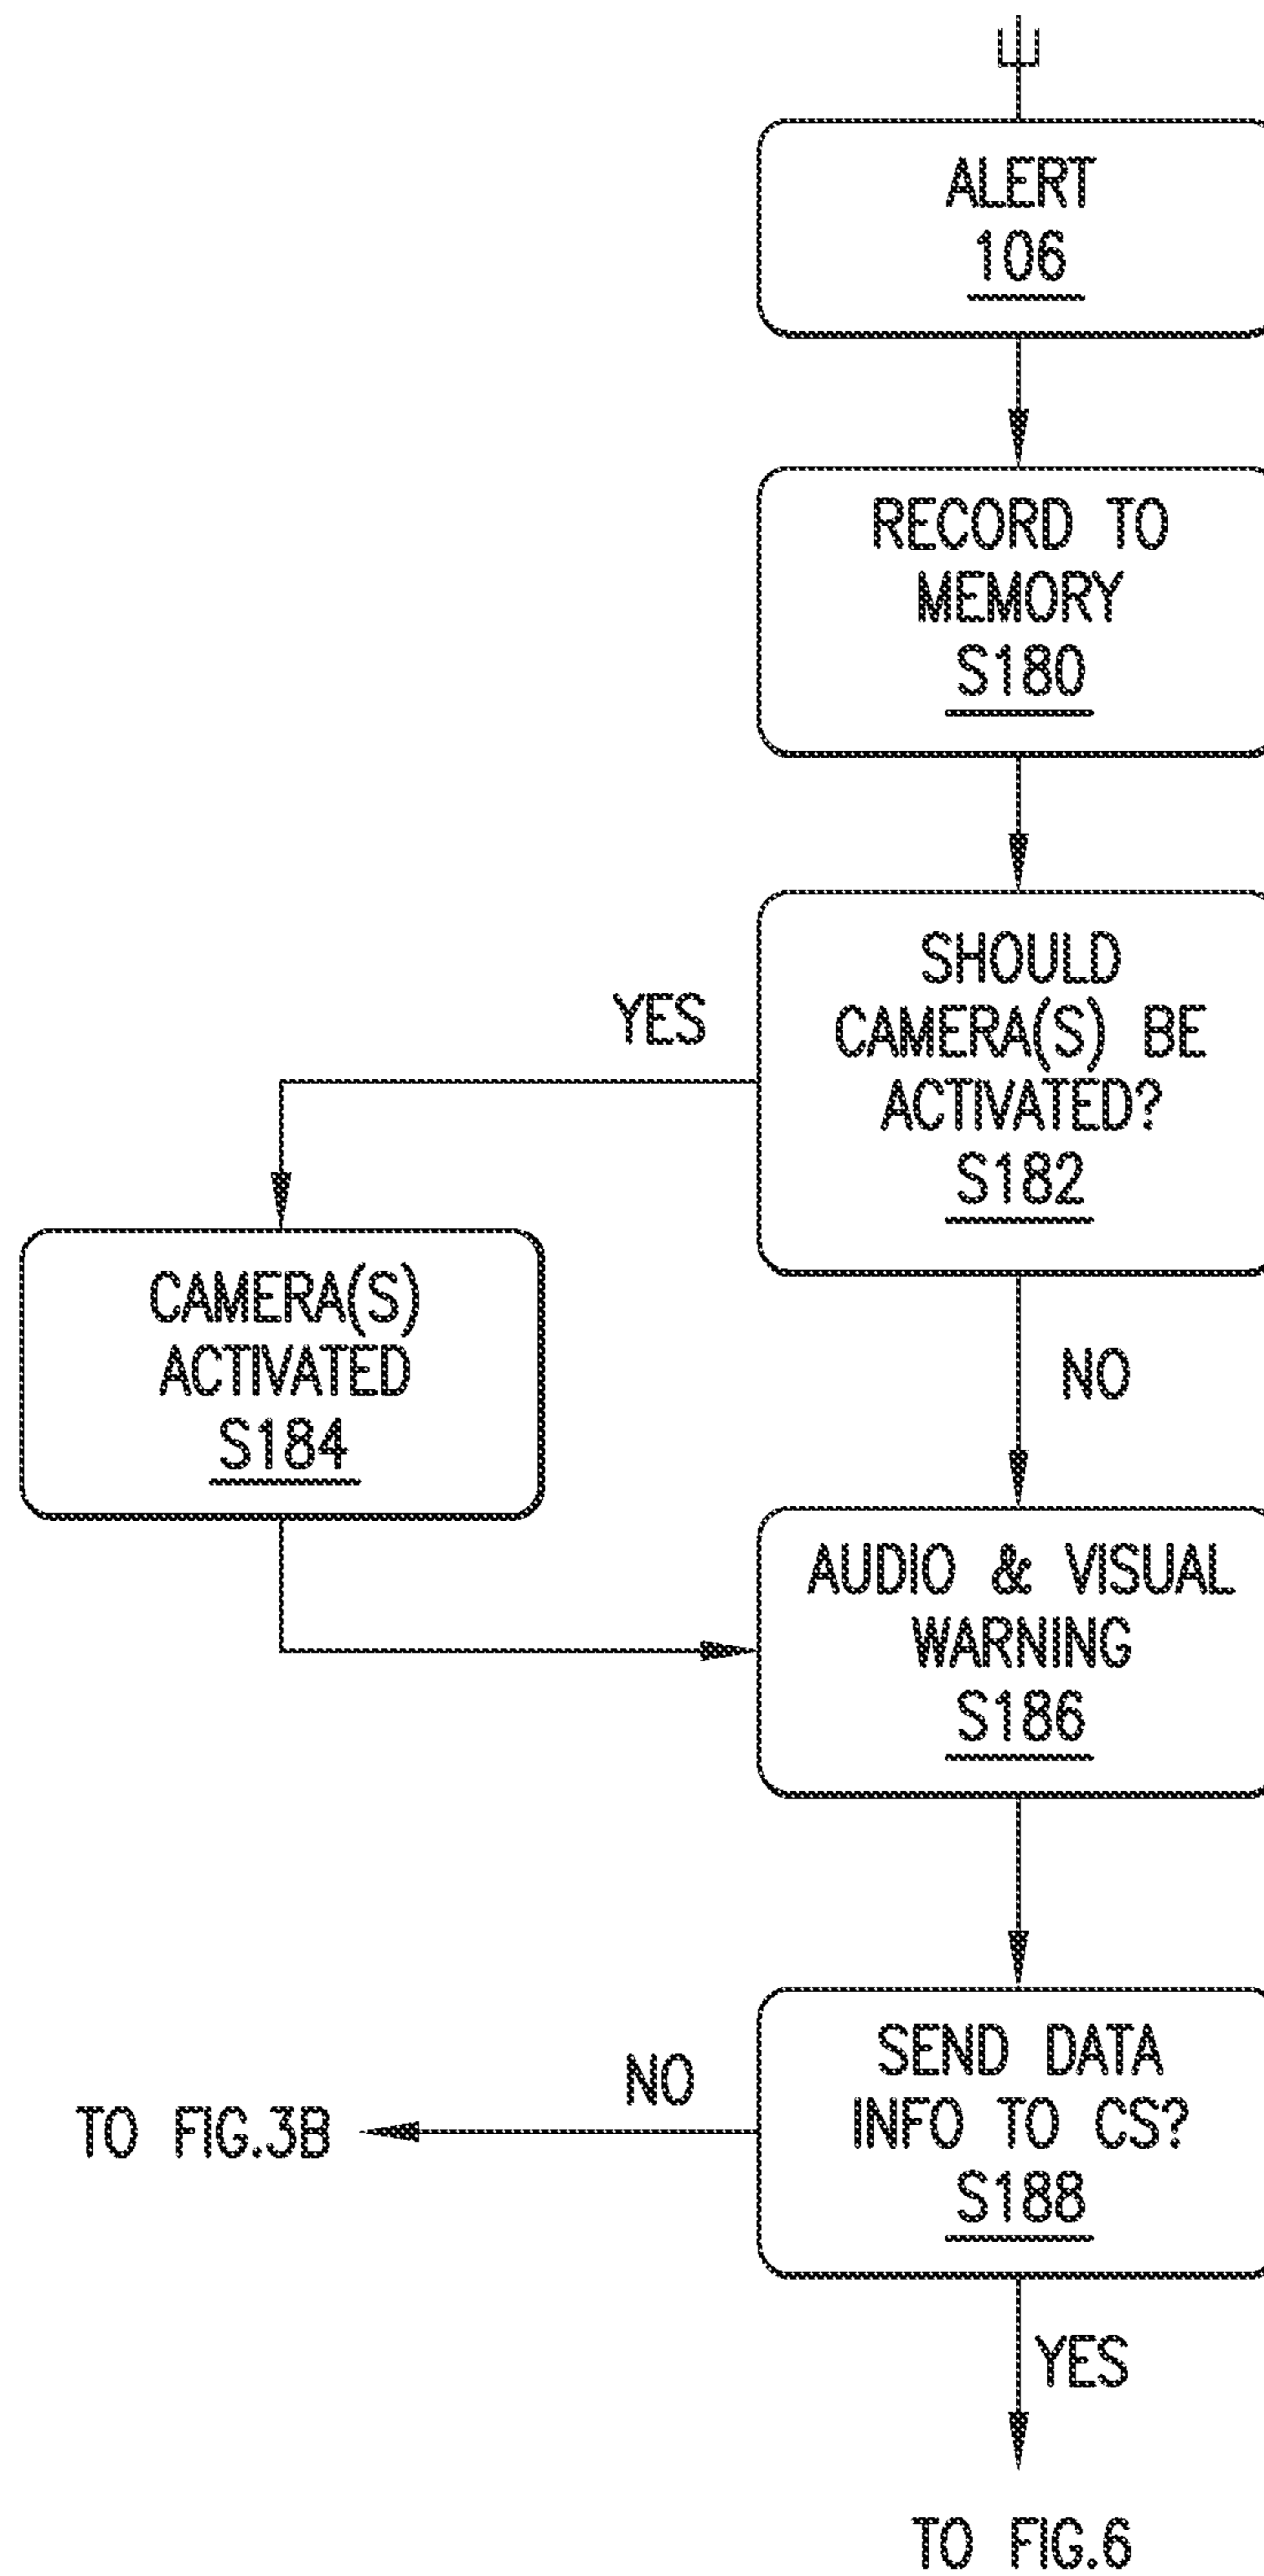 ALERT
106
RECORD TO
MEMORY
S180
SHOULD
CAMERA(S) BE
ACTIVATED?
S182
YES
CAMERA(S)
ACTIVATED
S184
NO
AUDIO & VISUAL
WARNING
S186
SEND DATA
INFO TO CS?
S188
NO
TO FIG.3B
YES
TO FIG.6